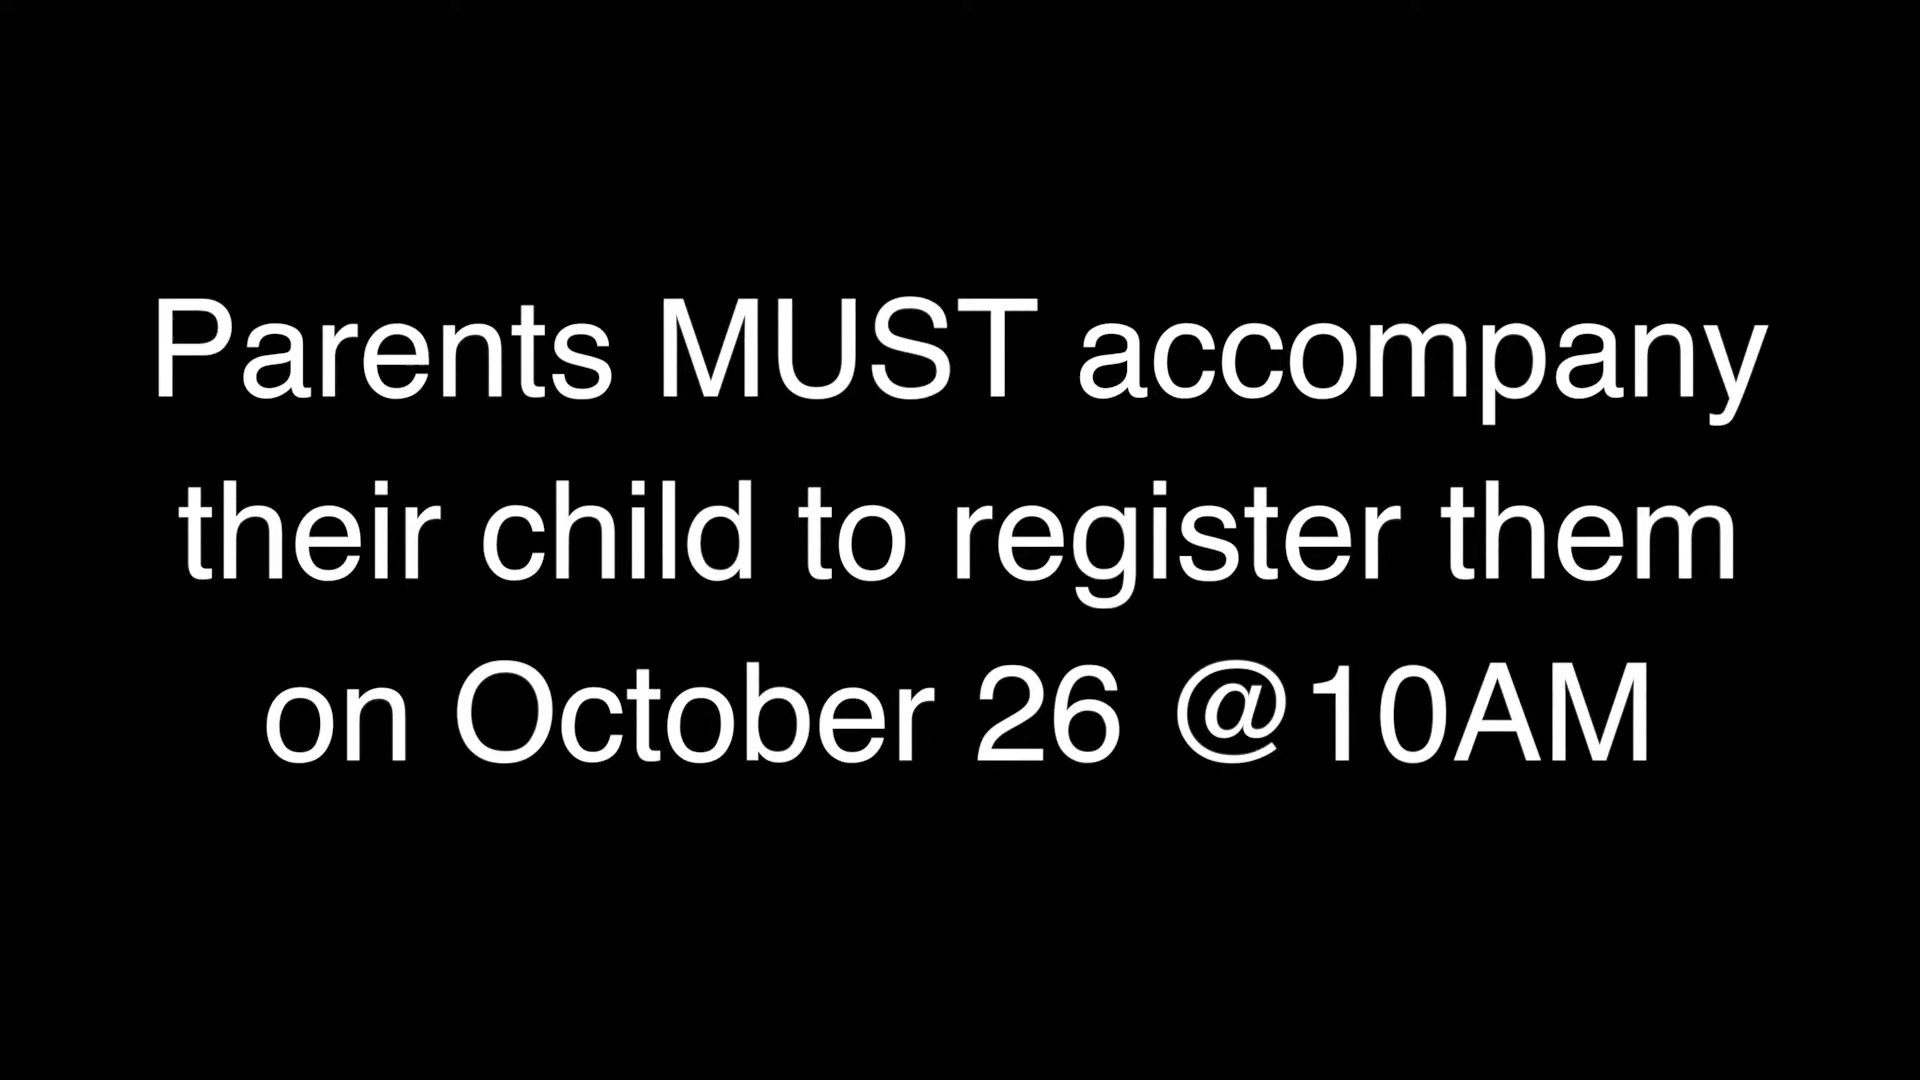 Parents MUST accompany
their child to register them
on October 26 @10AM